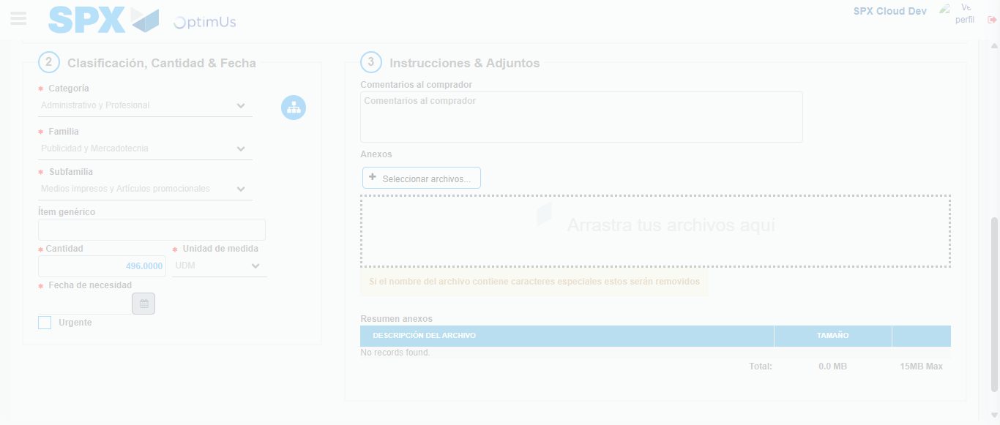 SPX OptimUs
SPX Cloud Dev
Ve
perfil
2 Clasificación, Cantidad & Fecha
* Categoría
Administrativo y Profesional
* Familia
Publicidad y Mercadotecnia
* Subfamilia
Medios impresos y Artículos promocionales
Ítem genérico
* Cantidad * Unidad de medida
496.0000 UDM
* Fecha de necesidad
Urgente
3 Instrucciones & Adjuntos
Comentarios al comprador
Comentarios al comprador
Anexos
+ Seleccionar archivos...
Arrastra tus archivos aquí
Si el nombre del archivo contiene caracteres especiales estos serán removidos
Resumen anexos
DESCRIPCIÓN DEL ARCHIVO TAMAÑO
No records found.
Total: 0.0 MB 15MB Max